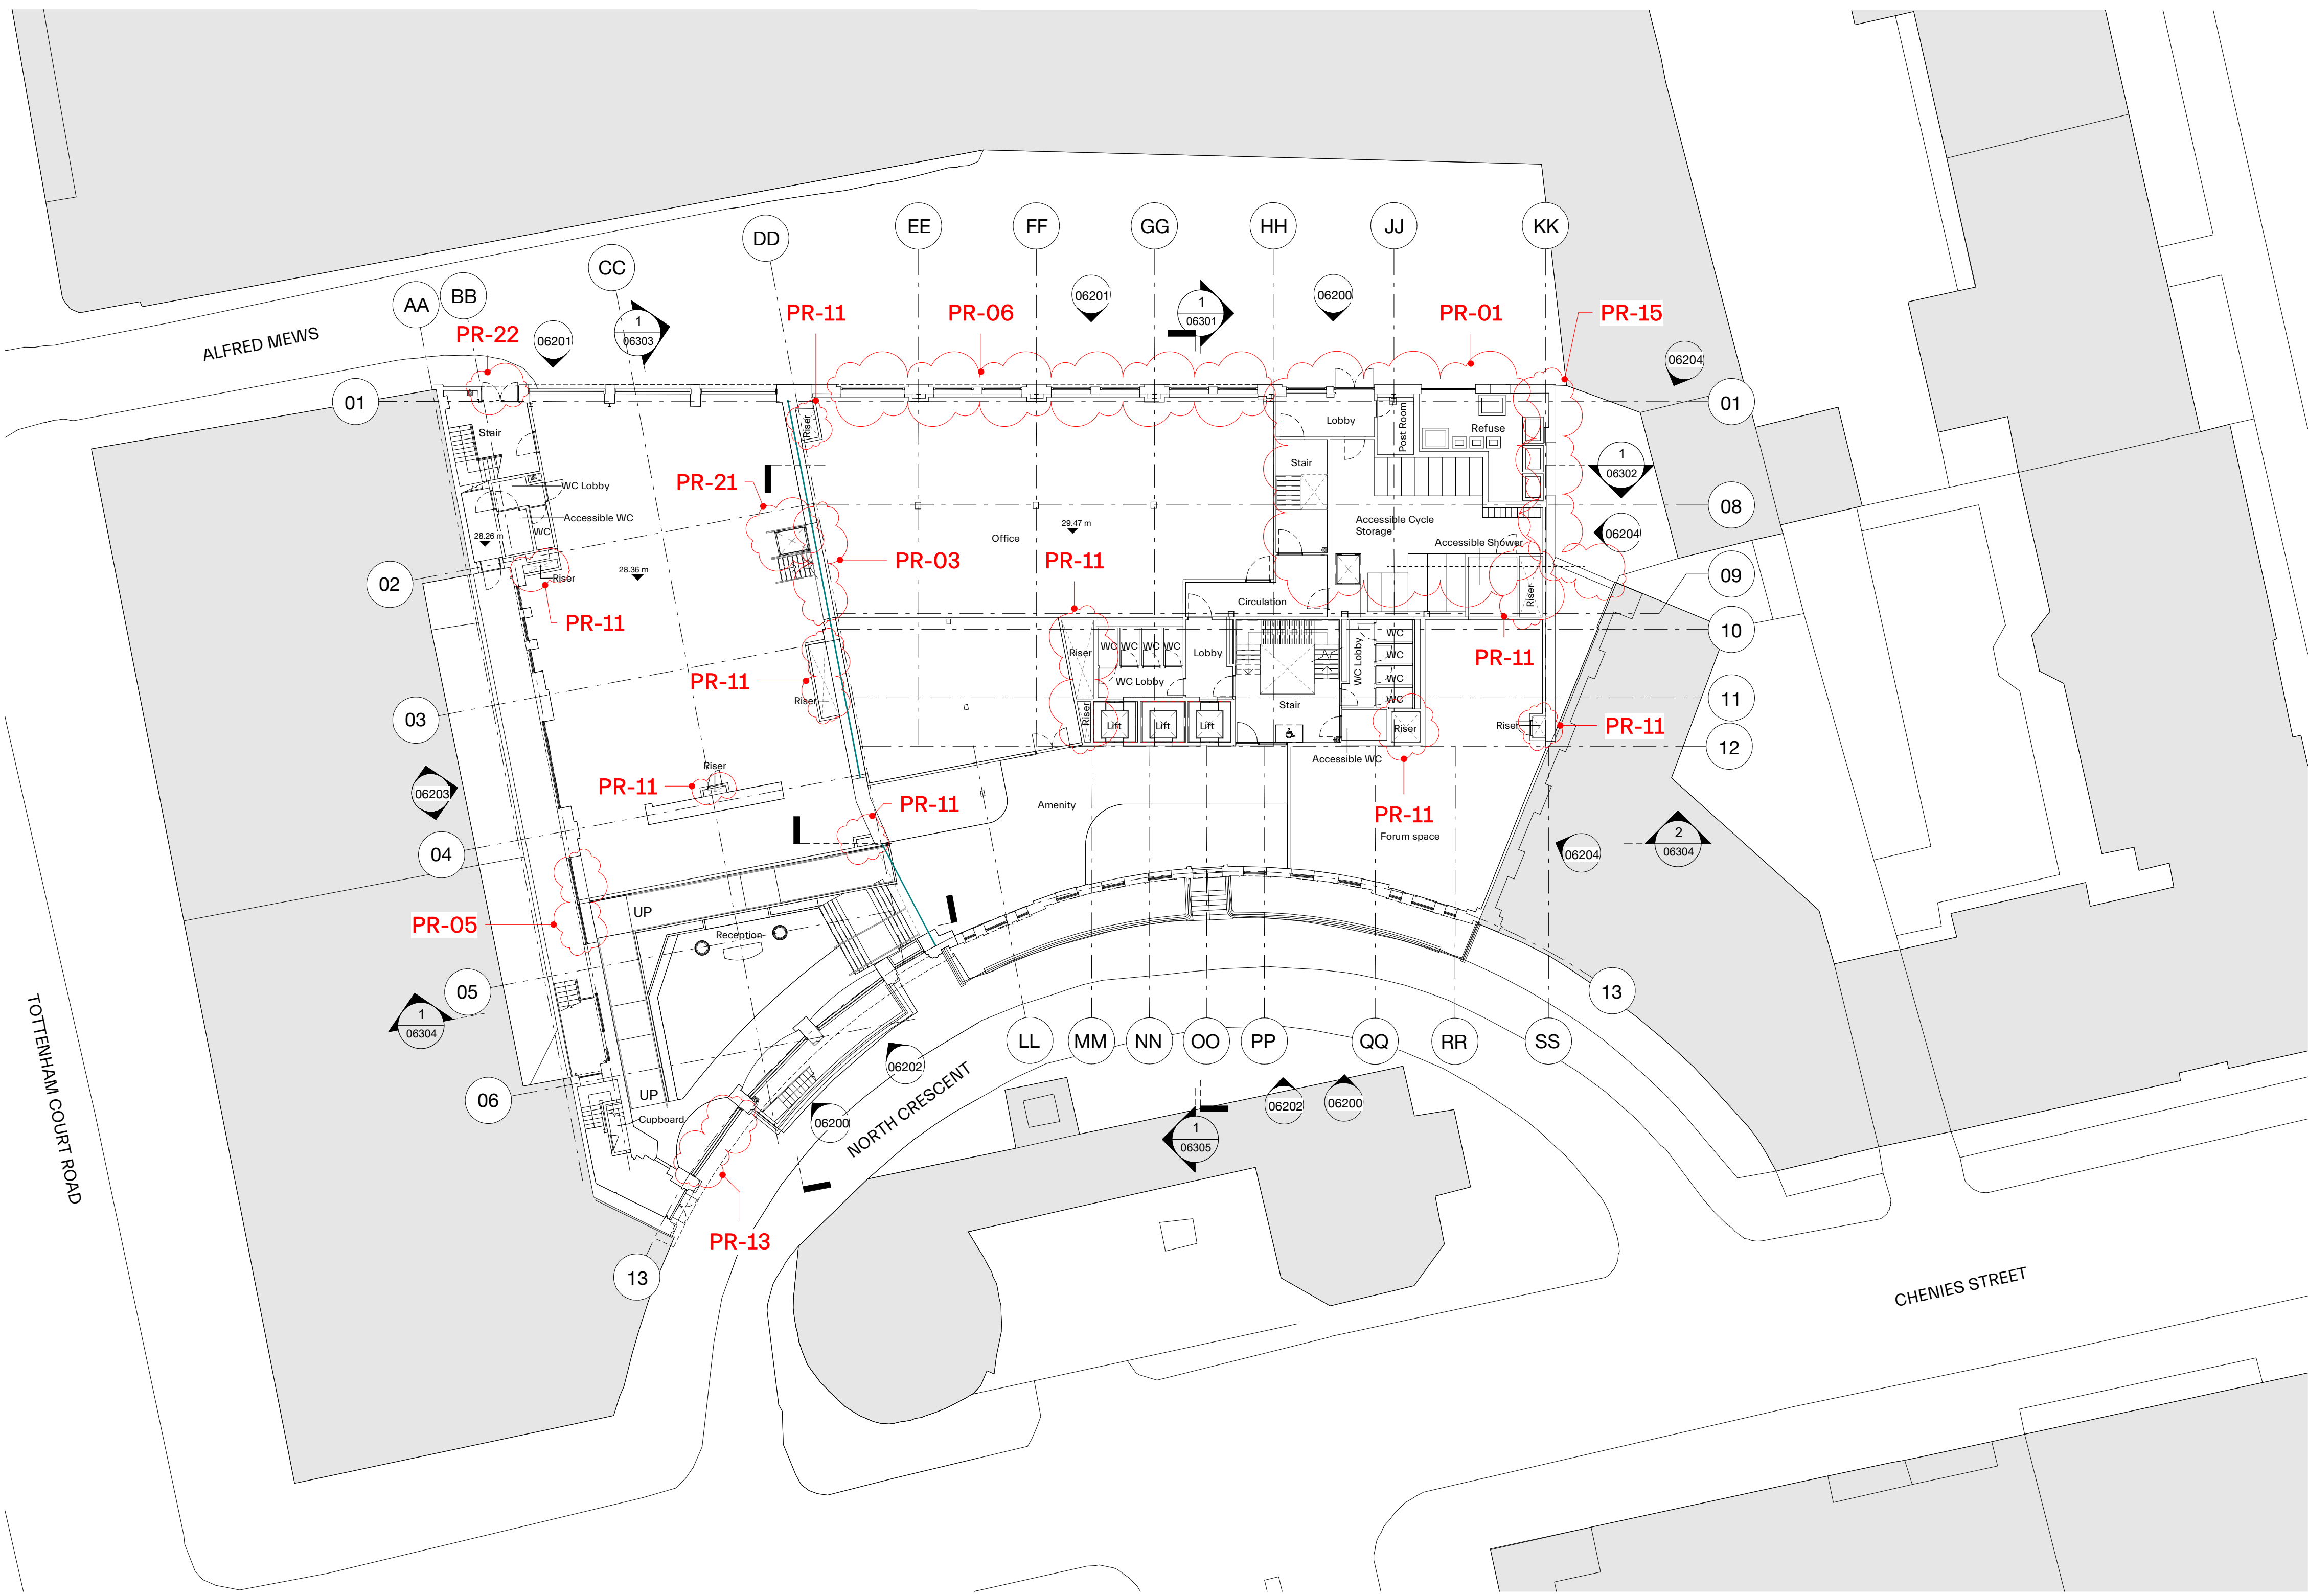 EE
FF
GG
HH
JJ
KK
DD
CC
BB
AA
06201
06200
1
06301
PR-11
PR-06
PR-01
PR-15
1
06303
PR-22
06201
ALFRED MEWS
06204
01
01
Riser
Lobby
Post Room
Refuse
Stair
Stair
1
06302
PR-21
WC Lobby
Accessible WC
WC
08
28.26 m
29.47 m
Office
Accessible Cycle
Storage
06204
Accessible Shower
PR-03
PR-11
28.36 m
Riser
02
09
Riser
Circulation
PR-11
10
WC
WC
WC
WC
WC
Riser
Lobby
WC Lobby
WC
PR-11
PR-11
WC Lobby
WC
WC
Riser
11
03
Stair
Riser
Lift
Lift
Lift
Riser
Riser
PR-11
12
Accessible WC
Riser
PR-11
06203
PR-11
Amenity
PR-11
Forum space
2
06304
04
06204
UP
PR-05
Reception
05
13
1
06304
LL
MM
NN
OO
PP
QQ
RR
SS
06202
NORTH CRESCENT
TOTTENHAM COURT ROAD
06
UP
Cupboard
06200
06202
06200
1
06305
PR-13
13
CHENIES STREET